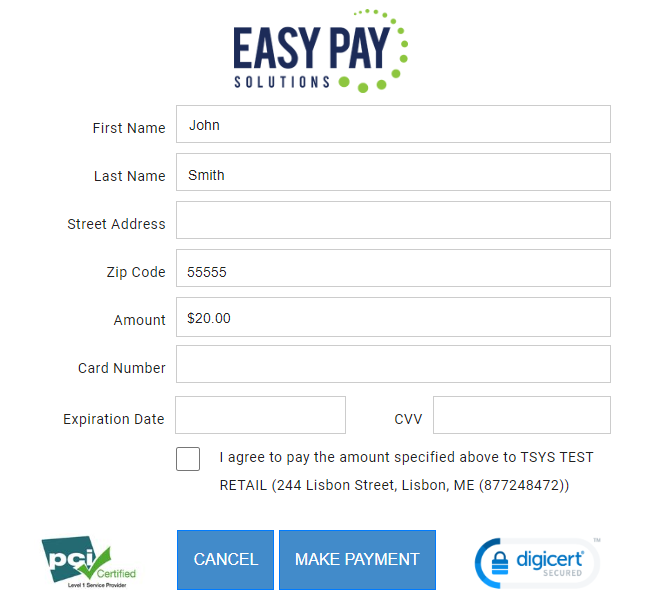 EASY PAY
SOLUTIONS
First Name John
Last Name Smith
Street Address
Zip Code 55555
Amount $20.00
Card Number
Expiration Date CVV
I agree to pay the amount specified above to TSYS TEST
RETAIL (244 Lisbon Street, Lisbon, ME (877248472))
pci Certified
Level 1 Service Provider
CANCEL MAKE PAYMENT
digicert™
SECURED